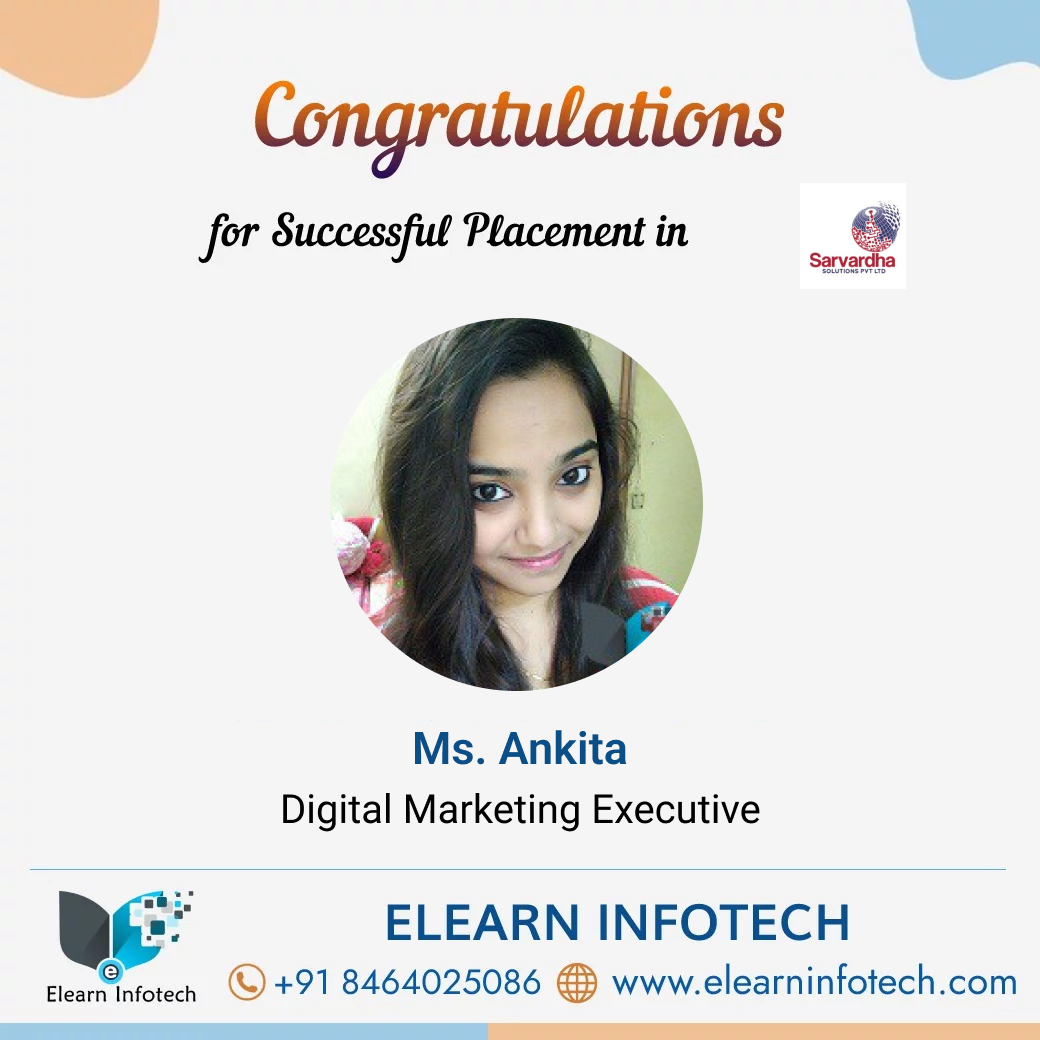 Congratulations
for Successful Placement in
Sarvardha
SOLUTIONS PVT LTD
Ms. Ankita
Digital Marketing Executive
e
Elearn Infotech
ELEARN INFOTECH
+91 8464025086 www.elearninfotech.com